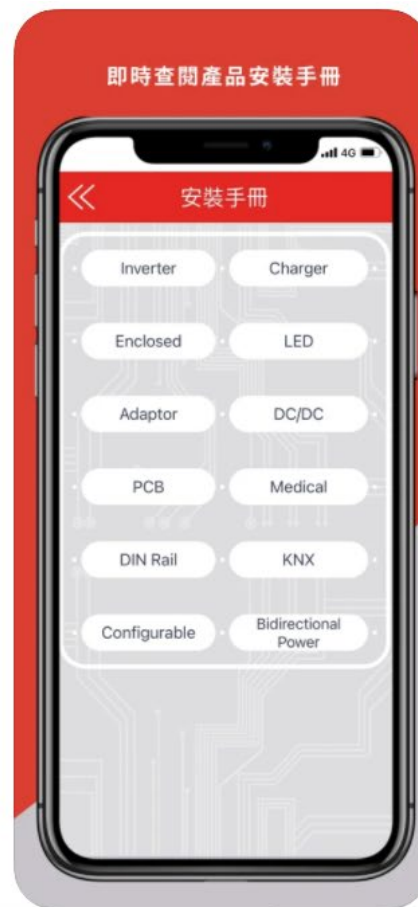 即時查閱產品安裝手冊
4G
安裝手冊
Inverter
Charger
Enclosed
LED
Adaptor
DC/DC
PCB
Medical
DIN Rail
KNX
Configurable
Bidirectional
Power